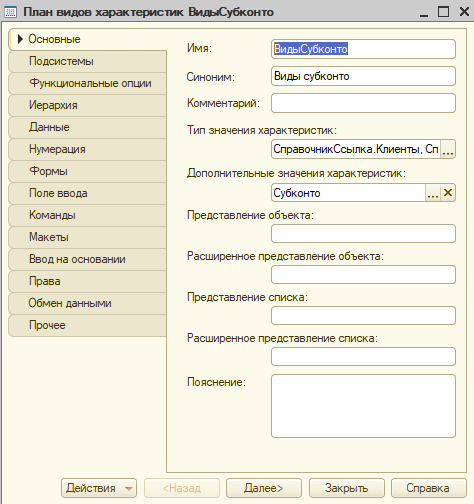 План видов характеристик ВидыСубконто
Основные
Подсистемы
Функциональные опции
Иерархия
Данные
Нумерация
Формы
Поле ввода
Команды
Макеты
Ввод на основании
Права
Обмен данными
Прочее
Имя:
ВидыСубконто
Синоним:
Виды субконто
Комментарий:
Тип значения характеристик:
СправочникСсылка.Клиенты, Сп
...
Дополнительные значения характеристик:
Субконто
...
Представление объекта:
Расширенное представление объекта:
Представление списка:
Расширенное представление списка:
Пояснение:
Действия
<Назад
Далее>
Закрыть
Справка